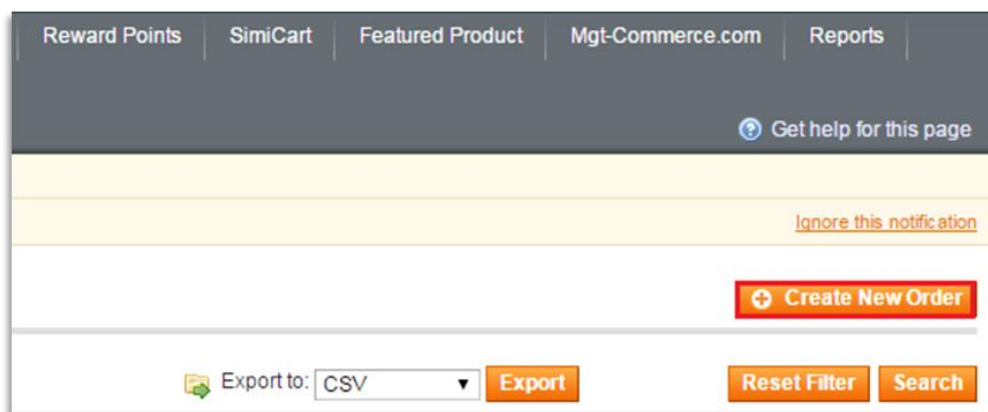 Reward Points SimiCart Featured Product Mgt-Commerce.com Reports
Get help for this page
Ignore this notification
Create New Order
Export to: CSV Export Reset Filter Search